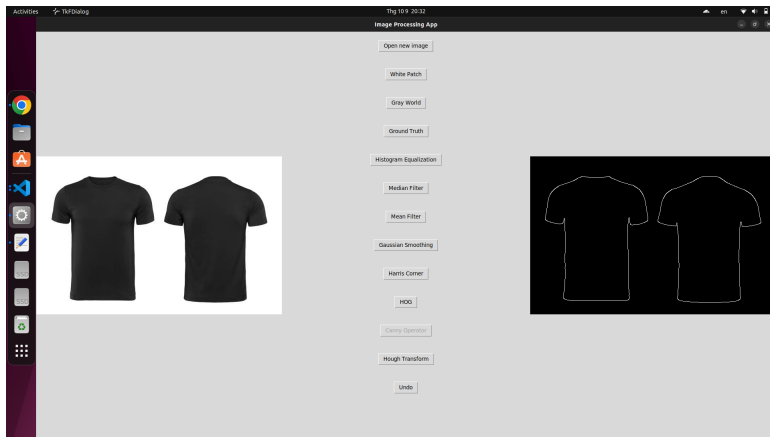 Activities
TkFDialog
Thg 10 9 20:32
en
Image Processing App
Open new image
White Patch
Gray World
Ground Truth
Histogram Equalization
Median Filter
Mean Filter
Gaussian Smoothing
Harris Corner
HOG
Canny Operator
Hough Transform
Undo